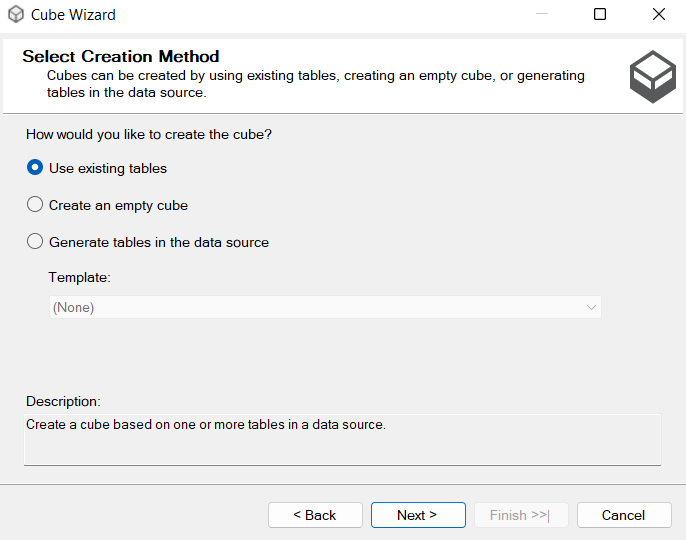 Cube Wizard
Select Creation Method
Cubes can be created by using existing tables, creating an empty cube, or generating
tables in the data source.
How would you like to create the cube?
Use existing tables
Create an empty cube
Generate tables in the data source
Template:
(None)
Description:
Create a cube based on one or more tables in a data source.
< Back
Next >
Finish >>|
Cancel